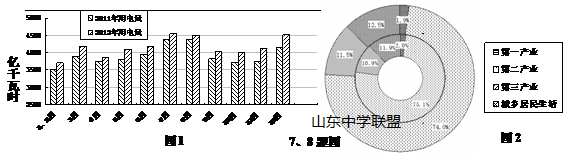 2011年用电量
2012年用电量
亿千瓦时
5000
4500
4000
3500
3000
2500
图1
12.5%
1.9%
11.5%
11.9%
2.0%
10.9%
73.1%
74.0%
第一产业
第二产业
第三产业
城乡居民生活
图2
山东中学联盟
7、8题图